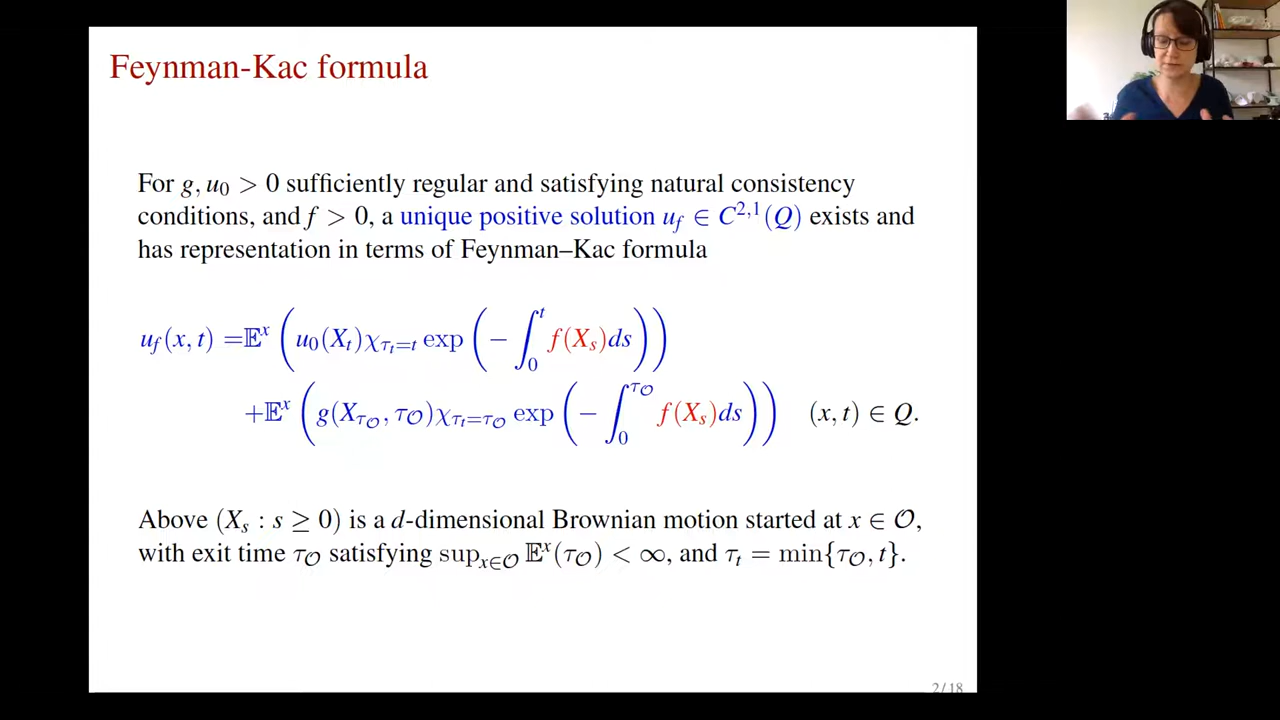 Feynman-Kac formula
For g, u₀ > 0 sufficiently regular and satisfying natural consistency
conditions, and f > 0, a unique positive solution u_f ∈ C^{2,1}(Q) exists and
has representation in terms of Feynman–Kac formula
u_f(x, t) = 𝔼^x ( u₀(X_t)χ_{τ_t=t} exp ( − ∫_0^t f(X_s)ds ) )
+𝔼^x ( g(X_{τ_𝒪}, τ_𝒪)χ_{τ_t=τ_𝒪} exp ( − ∫_0^{τ_𝒪} f(X_s)ds ) ) (x, t) ∈ Q.
Above (X_s : s ≥ 0) is a d-dimensional Brownian motion started at x ∈ 𝒪,
with exit time τ_𝒪 satisfying sup_{x∈𝒪} 𝔼^x(τ_𝒪) < ∞, and τ_t = min{τ_𝒪, t}.
2/18